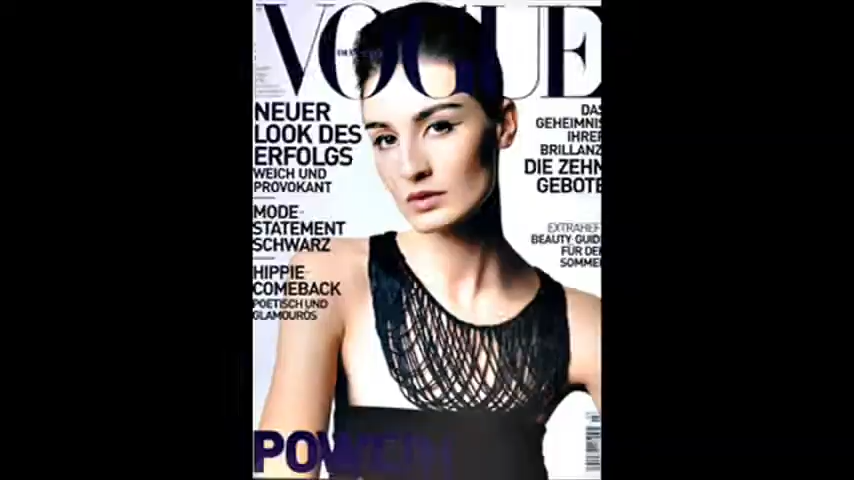 VOGUE
NEUER
LOOK DES
ERFOLGS
WEICH UND
PROVOKANT
MODE-
STATEMENT
SCHWARZ
HIPPIE
COMEBACK
POETISCH UND
GLAMOURÖS
DAS
GEHEIMNIS
IHRER
BRILLANZ
DIE ZEHN
GEBOTE
EXTRAHEFT
BEAUTY GUIDE
FÜR DEN
SOMMER